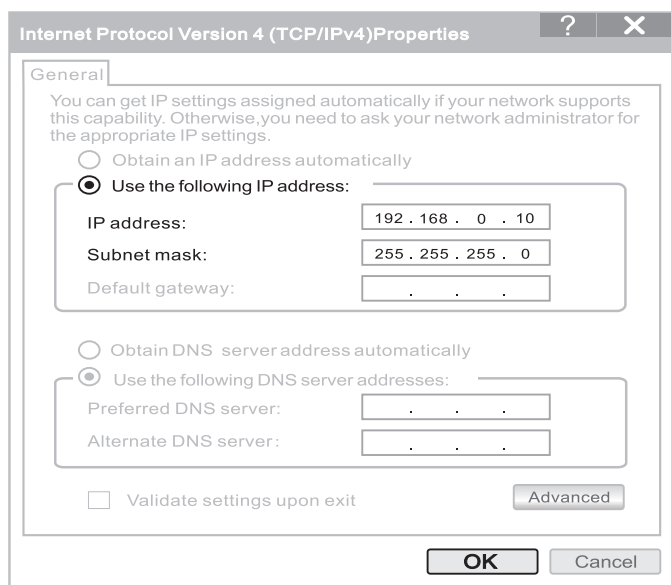 Internet Protocol Version 4 (TCP/IPv4)Properties
? X
General
You can get IP settings assigned automatically if your network supports
this capability. Otherwise,you need to ask your network administrator for
the appropriate IP settings.
Obtain an IP address automatically
Use the following IP address:
IP address: 192 . 168 . 0 . 10
Subnet mask: 255 . 255 . 255 . 0
Default gateway: . . .
Obtain DNS server address automatically
Use the following DNS server addresses:
Preferred DNS server: . . .
Alternate DNS server: . . .
Validate settings upon exit
Advanced
OK Cancel